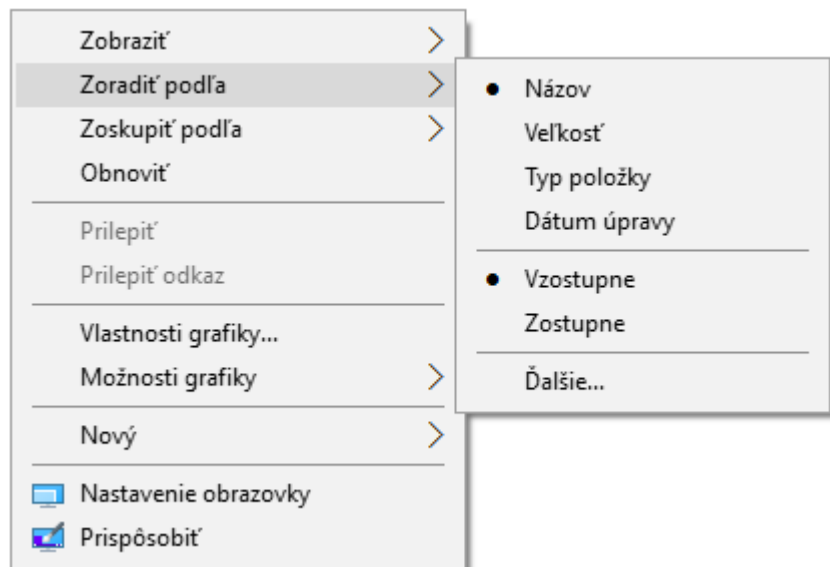 Zobraziť
Zoradiť podľa
Zoskupiť podľa
Obnoviť
Prilepiť
Prilepiť odkaz
Vlastnosti grafiky...
Možnosti grafiky
Nový
Nastavenie obrazovky
Prispôsobiť
Názov
Veľkosť
Typ položky
Dátum úpravy
Vzostupne
Zostupne
Ďalšie...